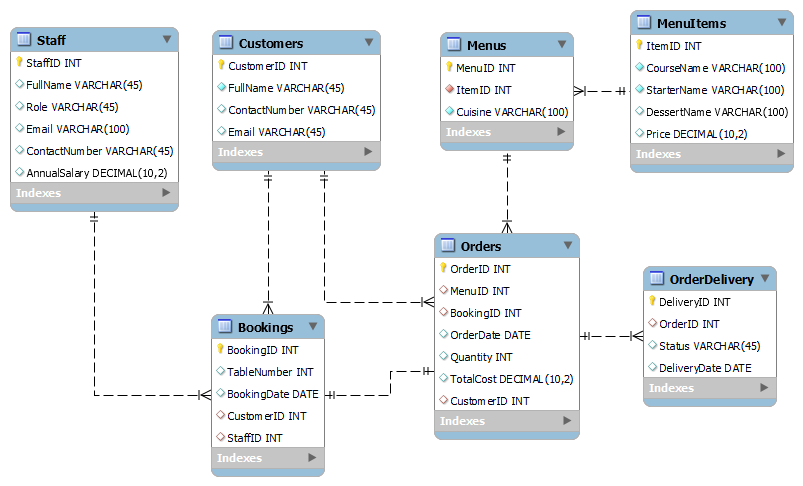 Staff
StaffID INT
FullName VARCHAR(45)
Role VARCHAR(45)
Email VARCHAR(100)
ContactNumber VARCHAR(45)
AnnualSalary DECIMAL(10,2)
Indexes
Customers
CustomerID INT
FullName VARCHAR(45)
ContactNumber VARCHAR(45)
Email VARCHAR(45)
Indexes
Menus
MenuID INT
ItemID INT
Cuisine VARCHAR(100)
Indexes
MenuItems
ItemID INT
CourseName VARCHAR(100)
StarterName VARCHAR(100)
DessertName VARCHAR(100)
Price DECIMAL(10,2)
Indexes
Bookings
BookingID INT
TableNumber INT
BookingDate DATE
CustomerID INT
StaffID INT
Indexes
Orders
OrderID INT
MenuID INT
BookingID INT
OrderDate DATE
Quantity INT
TotalCost DECIMAL(10,2)
CustomerID INT
Indexes
OrderDelivery
DeliveryID INT
OrderID INT
Status VARCHAR(45)
DeliveryDate DATE
Indexes